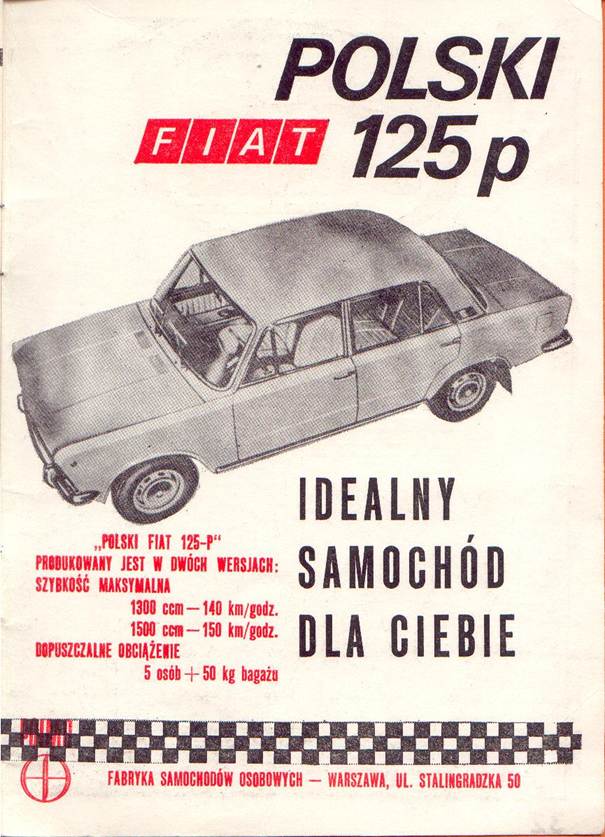 POLSKI
FIAT 125p
IDEALNY
SAMOCHÓD
DLA CIEBIE
„POLSKI FIAT 125-P“
PRODUKOWANY JEST W DWÓCH WERSJACH:
SZYBKOŚĆ MAKSYMALNA
1300 ccm — 140 km/godz.
1500 ccm — 150 km/godz.
DOPUSZCZALNE OBCIĄŻENIE
5 osób + 50 kg bagażu
FABRYKA SAMOCHODÓW OSOBOWYCH — WARSZAWA, UL. STALINGRADZKA 50